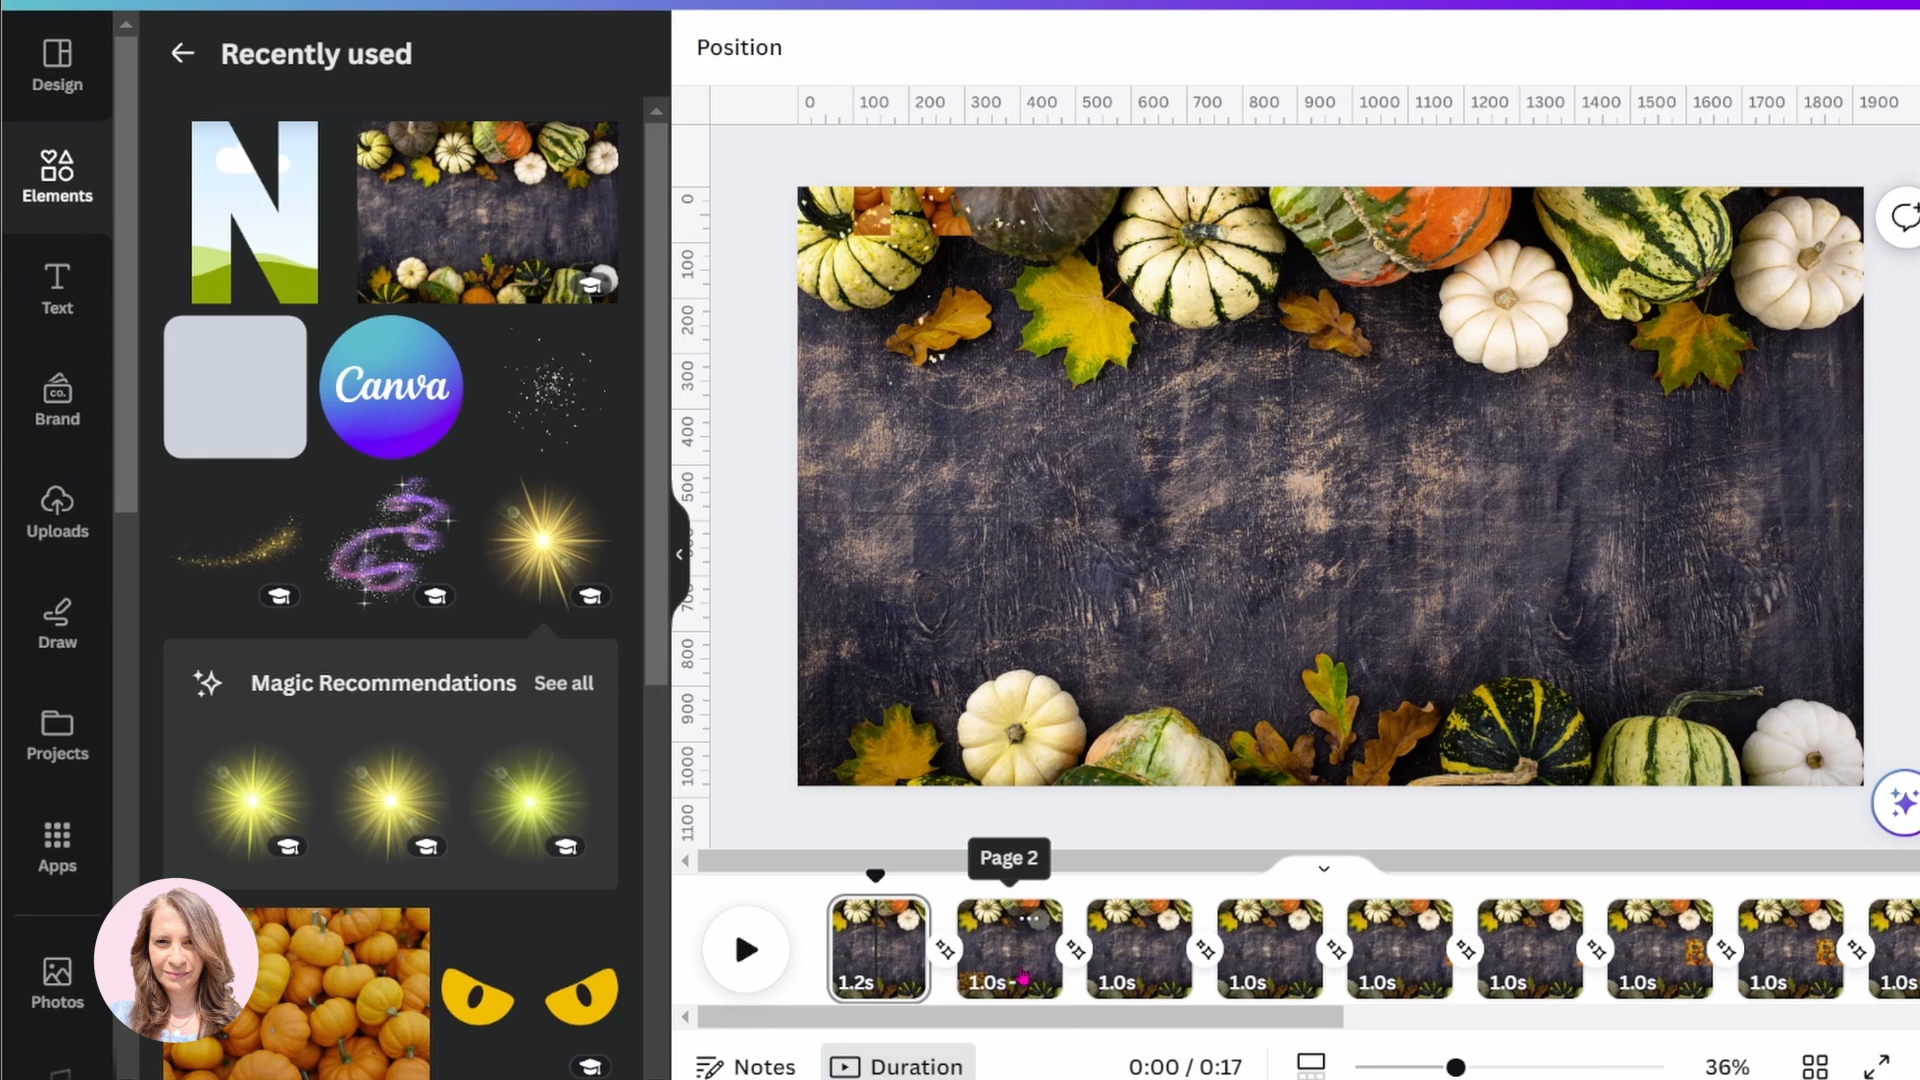 Design
Elements
Text
Brand
CO.
Uploads
Draw
Projects
Apps
Photos
Recently used
N
Canva
Magic Recommendations
See all
Position
0 100 200 300 400 500 600 700 800 900 1000 1100 1200 1300 1400 1500 1600 1700 1800 1900
0
100
200
300
400
500
700
800
900
1000
1100
Page 2
1.2s
1.0s
1.0s
1.0s
1.0s
1.0s
1.0s
1.0s
1.0s
Notes
Duration
0:00 / 0:17
36%